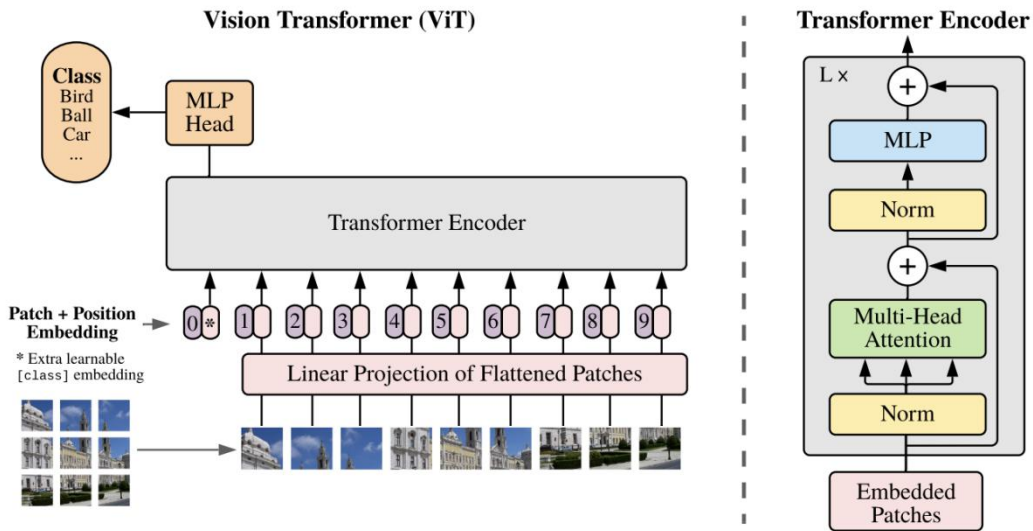 Vision Transformer (ViT)
Class
Bird
Ball
Car
...
MLP
Head
Transformer Encoder
Patch + Position
Embedding
* Extra learnable
[class] embedding
0 *
1
2
3
4
5
6
7
8
9
Linear Projection of Flattened Patches
Transformer Encoder
L ×
+
MLP
Norm
+
Multi-Head
Attention
Norm
Embedded
Patches